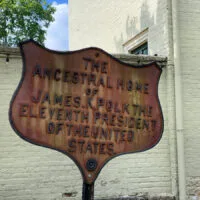 THE
ANCESTRAL HOME
OF
JAMES K. POLK THE
ELEVENTH PRESIDENT
OF THE UNITED
STATES